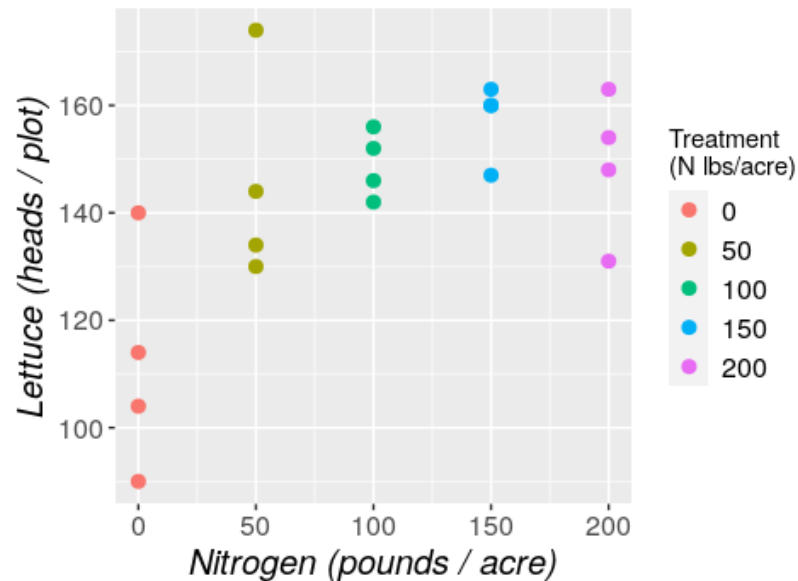 160
140
120
100
Lettuce (heads / plot)
0 50 100 150 200
Nitrogen (pounds / acre)
Treatment
(N lbs/acre)
0
50
100
150
200